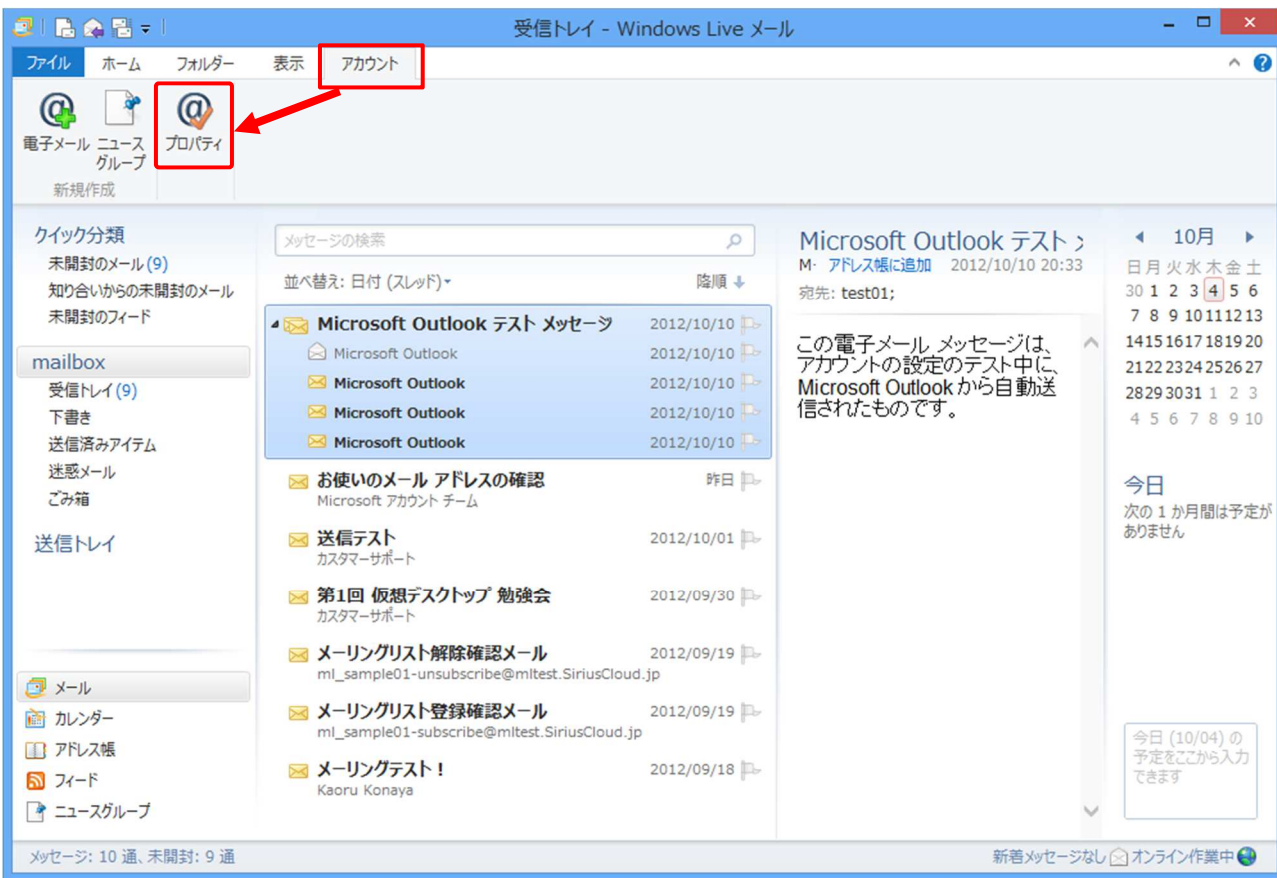 受信トレイ - Windows Live メール
ファイル ホーム フォルダー 表示 アカウント
電子メール ニュース グループ プロパティ
新規作成
クイック分類
未開封のメール (9)
知り合いからの未開封のメール
未開封のフィード
mailbox
受信トレイ (9)
下書き
送信済みアイテム
迷惑メール
ごみ箱
送信トレイ
メール
カレンダー
アドレス帳
フィード
ニュースグループ
メッセージの検索
並べ替え: 日付 (スレッド) 降順
Microsoft Outlook テスト メッセージ 2012/10/10
Microsoft Outlook 2012/10/10
Microsoft Outlook 2012/10/10
Microsoft Outlook 2012/10/10
Microsoft Outlook 2012/10/10
お使いのメール アドレスの確認 昨日
Microsoft アカウント チーム
送信テスト 2012/10/01
カスタマーサポート
第1回 仮想デスクトップ 勉強会 2012/09/30
カスタマーサポート
メーリングリスト解除確認メール 2012/09/19
ml_sample01-unsubscribe@mltest.SiriusCloud.jp
メーリングリスト登録確認メール 2012/09/19
ml_sample01-subscribe@mltest.SiriusCloud.jp
メーリングテスト！ 2012/09/18
Kaoru Konaya
Microsoft Outlook テスト
M· アドレス帳に追加 2012/10/10 20:33
宛先: test01;
この電子メール メッセージは、
アカウントの設定のテスト中に、
Microsoft Outlook から自動送
信されたものです。
10月
日 月 火 水 木 金 土
30 1 2 3 4 5 6
7 8 9 10 11 12 13
14 15 16 17 18 19 20
21 22 23 24 25 26 27
28 29 30 31 1 2 3
4 5 6 7 8 9 10
今日
次の 1 か月間は予定が
ありません
今日 (10/04) の
予定をここから入力
できます
メッセージ: 10 通、未開封: 9 通
新着メッセージなし オンライン作業中